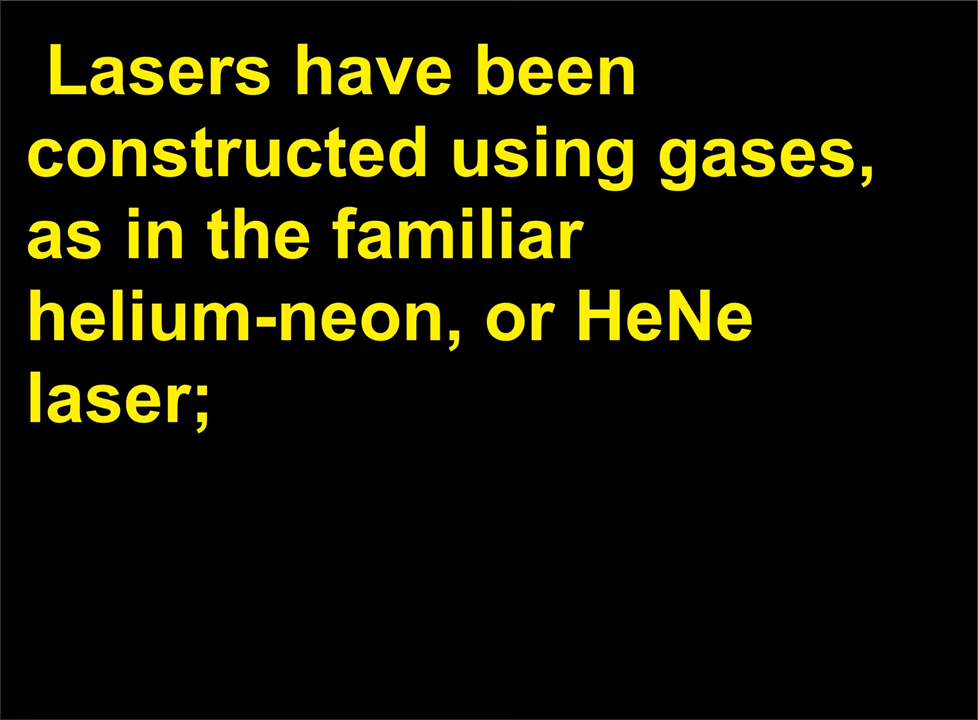 Lasers have been
constructed using gases,
as in the familiar
helium-neon, or HeNe
laser;